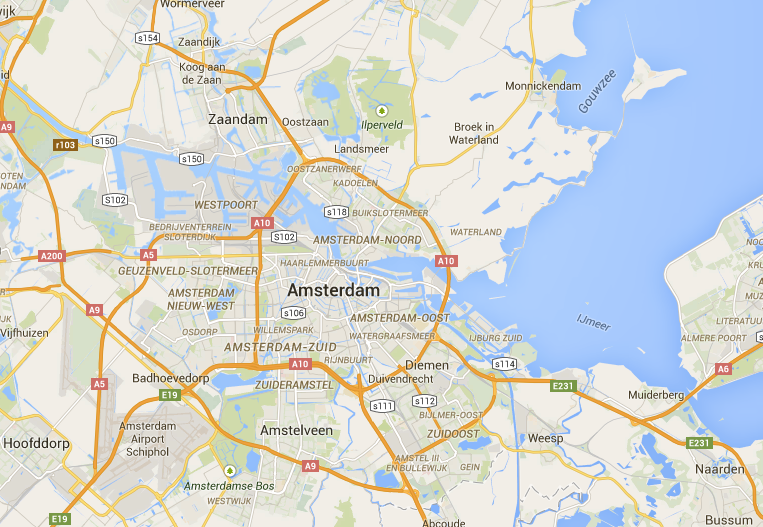 Wormerveer
ijk
s154
Zaandijk
Koog aan
de Zaan
Monnickendam
Gouwzee
Zaandam
Oostzaan
Ilperveld
A9
Broek in
Waterland
s150
r103
Landsmeer
s150
OOSTZANERWERF
KADOELEN
S102
WESTPOORT
s118
BUIKSLOTERMEER
A10
BEDRIJVENTERREIN
SLOTERDIJK
S102
AMSTERDAM-NOORD
WATERLAND
A200
A5
HAARLEMMERBUURT
A10
GEUZENVELD-SLOTERMEER
AMSTERDAM
NIEUW-WEST
Amsterdam
A9
s106
AMSTERDAM-OOST
IJmeer
LITERATUU
Vijfhuizen
OSDORP
WILLEMSPARK
WATERGRAAFSMEER
IJBURG ZUID
ALMERE POORT
AMSTERDAM-ZUID
RIJNBUURT
A10
Diemen
s114
A6
Badhoevedorp
A5
ZUIDERAMSTEL
Duivendrecht
E231
E19
s111
s112
Muiderberg
BIJLMER-OOST
Amsterdam
Airport
Schiphol
Amstelveen
ZUIDOOST
Weesp
E231
Hoofddorp
A9
AMSTEL III
EN BULLEWIJK
GEIN
Naarden
Amsterdamse Bos
WESTWIJK
E19
Abcoude
Bussum